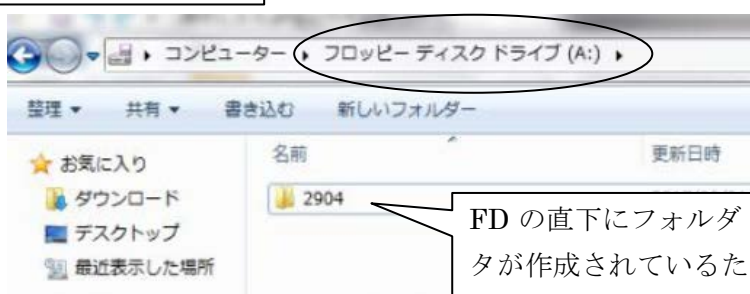 コンピューター ▸ フロッピー ディスク ドライブ (A:) ▸
整理 ▼ 共有 ▼ 書き込む 新しいフォルダー
お気に入り
ダウンロード
デスクトップ
最近表示した場所
名前 更新日時
2904
FD の直下にフォルダ
タが作成されているた